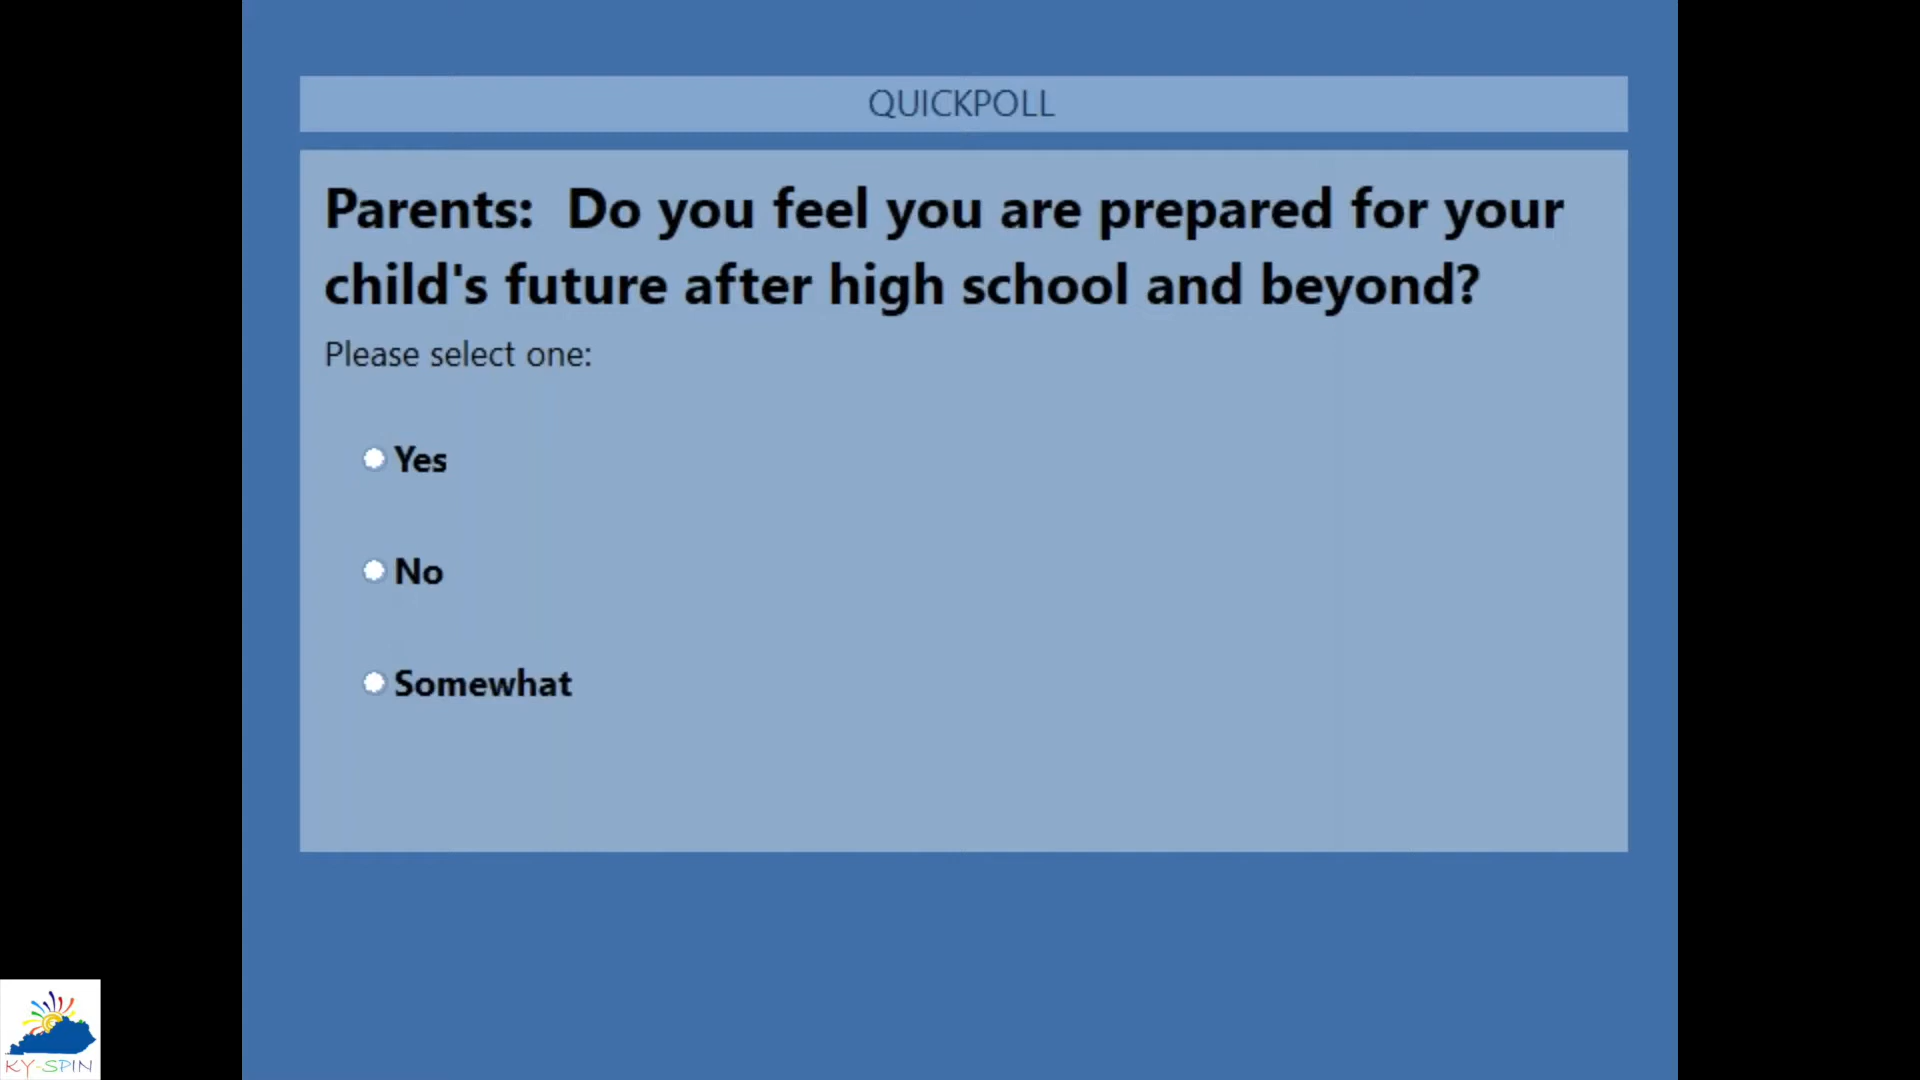 QUICKPOLL
Parents:  Do you feel you are prepared for your
child's future after high school and beyond?
Please select one:
Yes
No
Somewhat
KY-SPIN